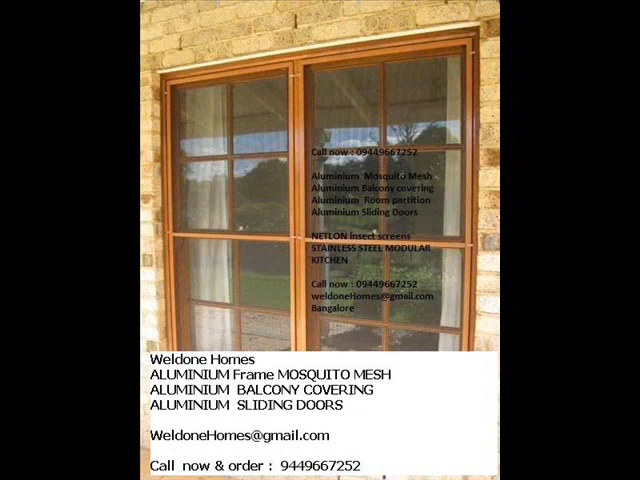 Call now : 09449667252
Aluminium Mosquito Mesh
Aluminium Balcony covering
Aluminium Room partition
Aluminium Sliding Doors
NETLON insect screens
STAINLESS STEEL MODULAR
KITCHEN
Call now : 09449667252
weldoneHomes@gmail.com
Bangalore
Weldone Homes
ALUMINIUM Frame MOSQUITO MESH
ALUMINIUM BALCONY COVERING
ALUMINIUM SLIDING DOORS
WeldoneHomes@gmail.com
Call now & order : 9449667252